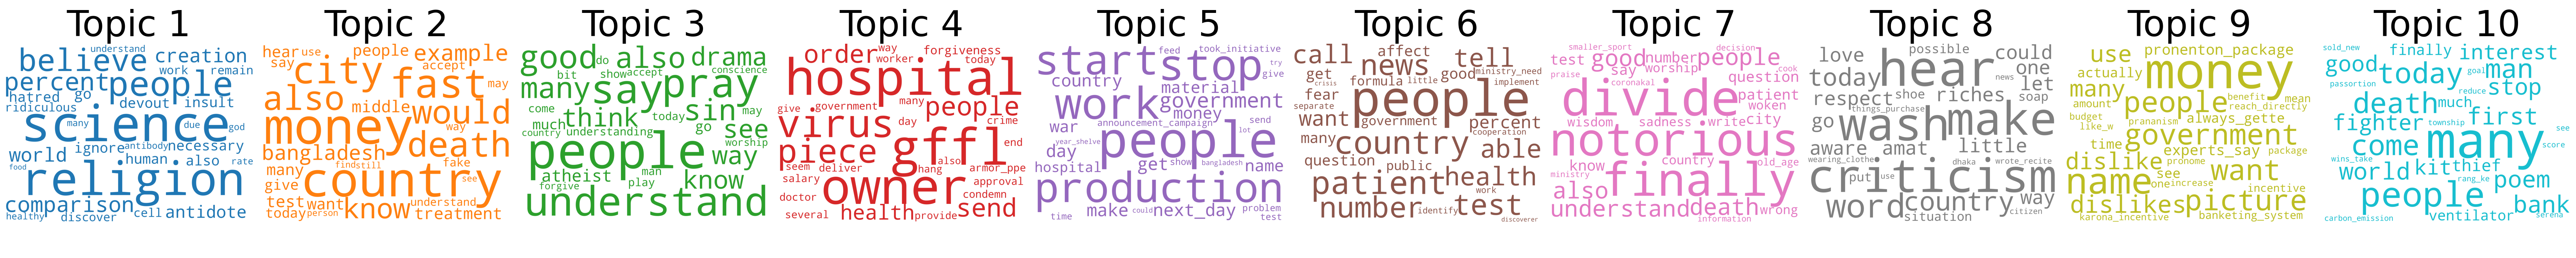 Topic 1
believe understand creation
percent people work remain
hatred go devout insult
ridiculous
science many due god
world ignore antibody necessary
human also rate
food
religion
comparison
healthy discover cell antidote
Topic 2
hear use people example
say accept
city fast may
also middle would
money way
bangladesh death
many find still fake
give country see
test want know understand
today person treatment
Topic 3
good do also drama
bit show accept conscience
many say pray
come think today sin may
much go see
country understanding worship
people way
atheist man know
forgive play
understand
Topic 4
order way forgiveness
worker today
hospital
give government many people
virus day crime
piece gffl end
seem deliver also hang armor_ppe
salary owner approval
doctor condemn
several health provide send
Topic 5
start feed took_initiative
stop try
country material give
work government
war money
announcement_campaign send
day people lot
year_shelve
hospital get show bangladesh name
production
make could next_day problem
time test
Topic 6
call affect tell
news
get formula little good ministry_need
fear crisis implement
separate people
want government percent
many country cooperation able
question public
patient health
work
number identify test
discoverer
Topic 7
smaller_sport decision
test good number people
praise say worship cook
coronakal question
divide patient
woken
wisdom sadness write city
notorious
know country old_age
ministry
also finally
understand death wrong
information
Topic 8
love possible could
today hear news one
respect shoe riches let
go things_purchase soap
wash make
aware amat little
wearing_clothe dhaka wrote_recite
put use
criticism
word country way
situation citizen
Topic 9
use pronenton_package
actually money
many benefit mean
amount people reach_directly
budget prananism always_gette
like_w
government
time experts_say package
dislike see pronome want
one increase
name incentive
dislikes picture
karona_incentive banketing_system
Topic 10
sold_new finally interest
good today goal man
passortion reduce
death much stop
fighter township first
see
come many score
wins_take
world kit thief
rang_ke
people poem
bank
carbon_emission ventilator serena